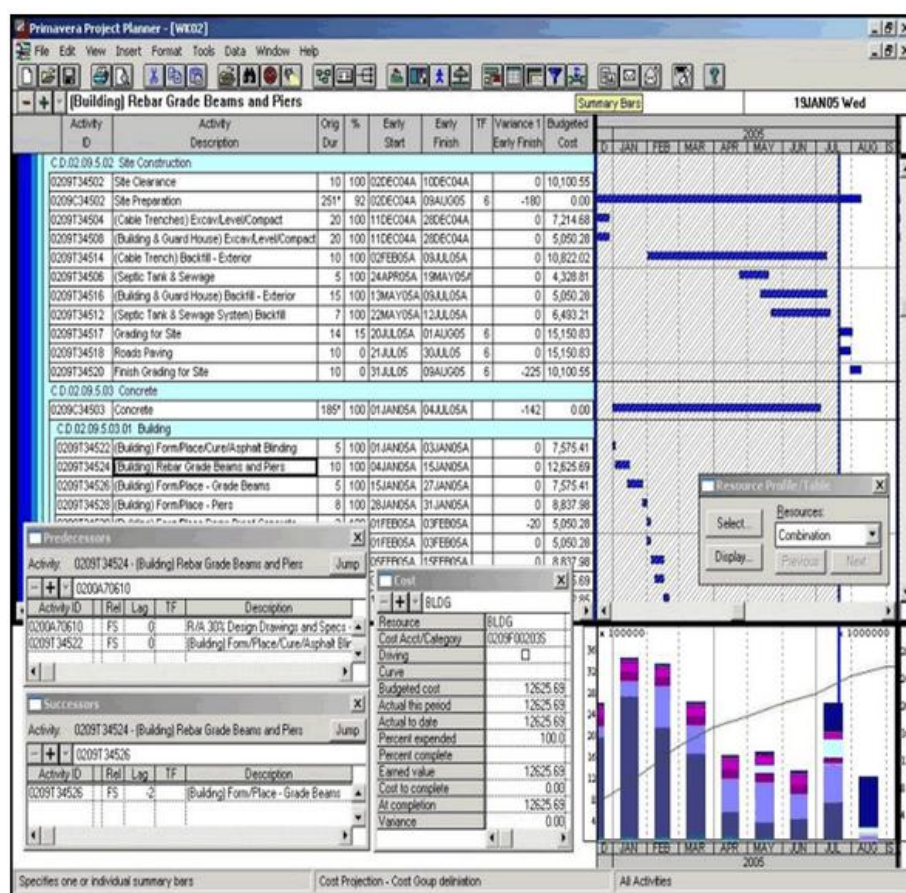 Primavera Project Planner - [WK02]
File Edit View Insert Format Tools Data Window Help
(Building) Rebar Grade Beams and Piers
Summary Bars
19JAN05 Wed
Activity ID Activity Description Orig Dur % Early Start Early Finish TF Variance 1 Early Finish Budgeted Cost
2005
D JAN FEB MAR APR MAY JUN JUL AUG S
C.D.02.09.5.02 Site Construction
0209T34502 Site Clearance 10 100 02DEC04A 10DEC04A 0 10,100.55
0209C34502 Site Preparation 251* 92 02DEC04A 09AUG05 6 -180 0.00
0209T34504 (Cable Trenches) Excav/Level/Compact 20 100 11DEC04A 28DEC04A 0 7,214.68
0209T34508 (Building & Guard House) Excav/Level/Compact 20 100 11DEC04A 28DEC04A 0 5,050.28
0209T34514 (Cable Trench) Backfill - Exterior 10 100 02FEB05A 09JUL05A 0 10,822.02
0209T34506 (Septic Tank & Sewage 5 100 24APR05A 19MAY05A 0 4,328.81
0209T34516 (Building & Guard House) Backfill - Exterior 15 100 13MAY05A 09JUL05A 0 5,050.28
0209T34512 (Septic Tank & Sewage System) Backfill 7 100 22MAY05A 12JUL05A 0 6,493.21
0209T34517 Grading for Site 14 15 20JUL05A 01AUG05 6 0 15,150.83
0209T34518 Roads Paving 10 0 21JUL05 30JUL05 6 0 15,150.83
0209T34520 Finish Grading for Site 10 0 31JUL05 09AUG05 6 -225 10,100.55
C.D.02.09.5.03 Concrete
0209C34503 Concrete 185* 100 01JAN05A 04JUL05A -142 0.00
C.D.02.09.5.03.01 Building
0209T34522 (Building) Form/Place/Cure/Asphalt Blinding 5 100 01JAN05A 03JAN05A 0 7,575.41
0209T34524 (Building) Rebar Grade Beams and Piers 10 100 04JAN05A 15JAN05A 0 12,625.69
0209T34526 (Building) Form/Place - Grade Beams 5 100 15JAN05A 27JAN05A 0 7,575.41
0209T34528 (Building) Form/Place - Piers 8 100 28JAN05A 31JAN05A 0 8,837.98
01FEB05A 03FEB05A -20 5,050.28
01FEB05A 03FEB05A 0 5,050.28
05FEB05A 15FEB05A 0 8,837.98
Resource Profile/Table
Select...
Display...
Resources:
Combination
Previous Next
Predecessors
Activity: 0209T34524 - (Building) Rebar Grade Beams and Piers Jump
0200A70610
Activity ID Rel Lag TF Description
0200A70610 FS 0 R/A 30% Design Drawings and Specs -
0209T34522 FS 0 (Building) Form/Place/Cure/Asphalt Blir
Successors
Activity: 0209T34524 - (Building) Rebar Grade Beams and Piers Jump
0209T34526
Activity ID Rel Lag TF Description
0209T34526 FS -2 (Building) Form/Place - Grade Beams
Cost
BLDG
Resource BLDG
Cost Acct/Category 0209F00203S
Driving
Curve
Budgeted cost 12625.69
Actual this period 12625.69
Actual to date 12625.69
Percent expended 100.0
Percent complete
Earned value 12625.69
Cost to complete 0.00
At completion 12625.69
Variance 0.00
x 100000
x 1000000
36
28
24
20
16
12
8
4
D JAN FEB MAR APR MAY JUN JUL AUG S
2005
Specifies one or individual summary bars
Cost Projection - Cost Goup deliniation
All Activities